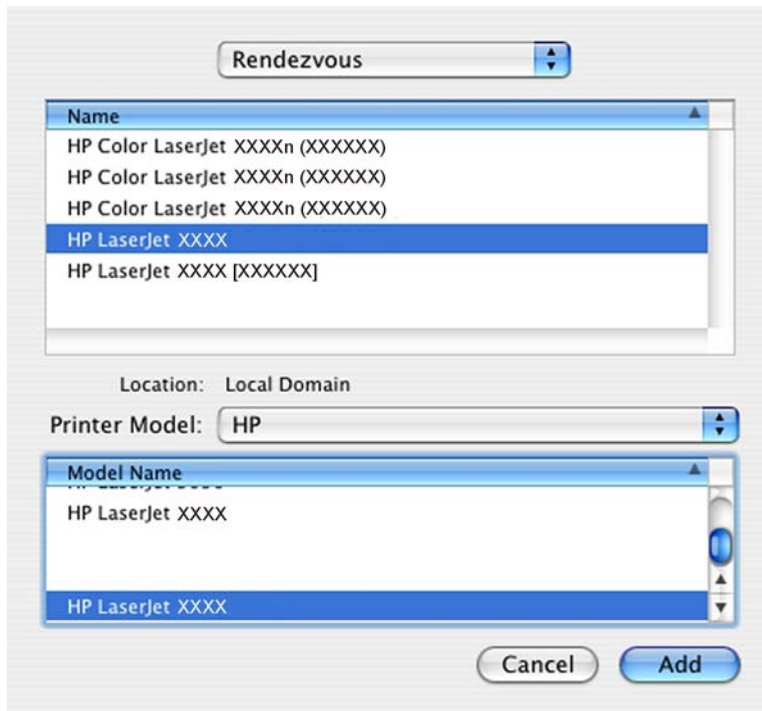 Rendezvous
Name
HP Color LaserJet XXXXn (XXXXXX)
HP Color LaserJet XXXXn (XXXXXX)
HP Color LaserJet XXXXn (XXXXXX)
HP LaserJet XXXX
HP LaserJet XXXX [XXXXXX]
Location: Local Domain
Printer Model: HP
Model Name
HP LaserJet XXXX
HP LaserJet XXXX
Cancel Add